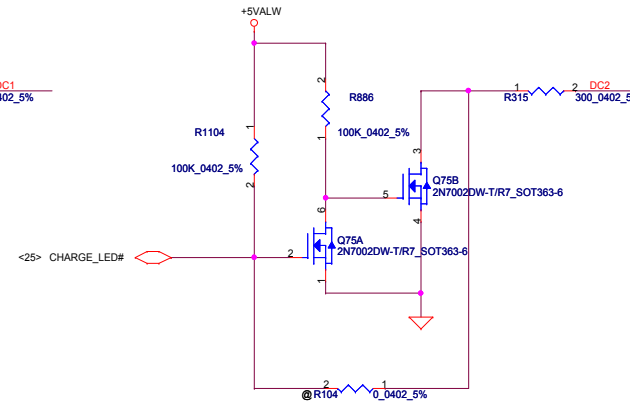 +5VALW
DC1
402_5%
2
R886
1
100K_0402_5%
R1104
1
100K_0402_5%
2
1
R315
2
DC2
300_0402_5
3
5
Q75B
2N7002DW-T/R7_SOT363-6
4
6
Q75A
2N7002DW-T/R7_SOT363-6
2
1
<25> CHARGE_LED#
2
1
@R104
0_0402_5%